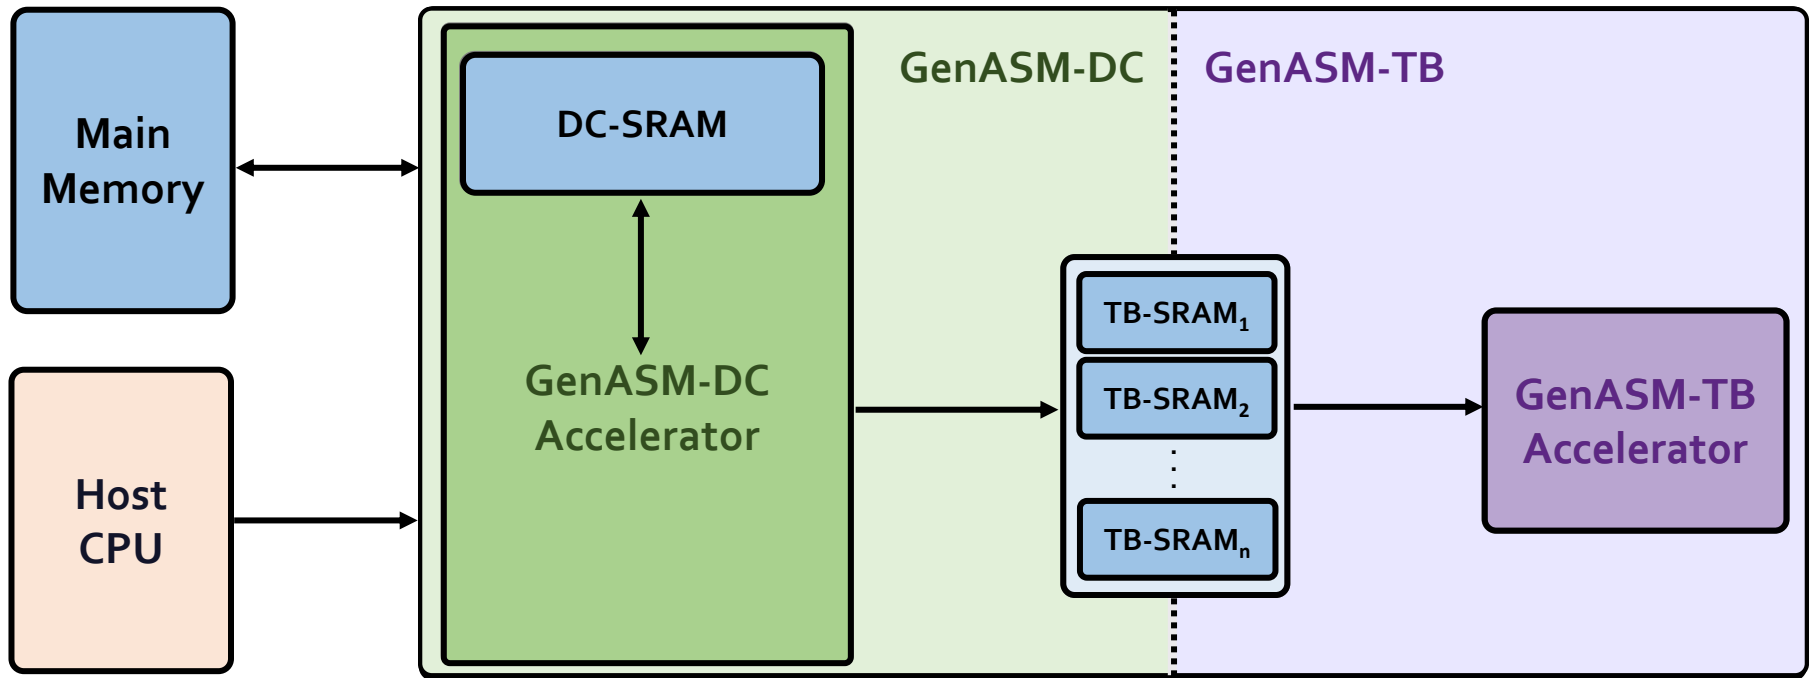 Main
Memory
Host
CPU
DC-SRAM
GenASM-DC
Accelerator
GenASM-DC
GenASM-TB
TB-SRAM₁
TB-SRAM₂
⋮
TB-SRAMₙ
GenASM-TB
Accelerator